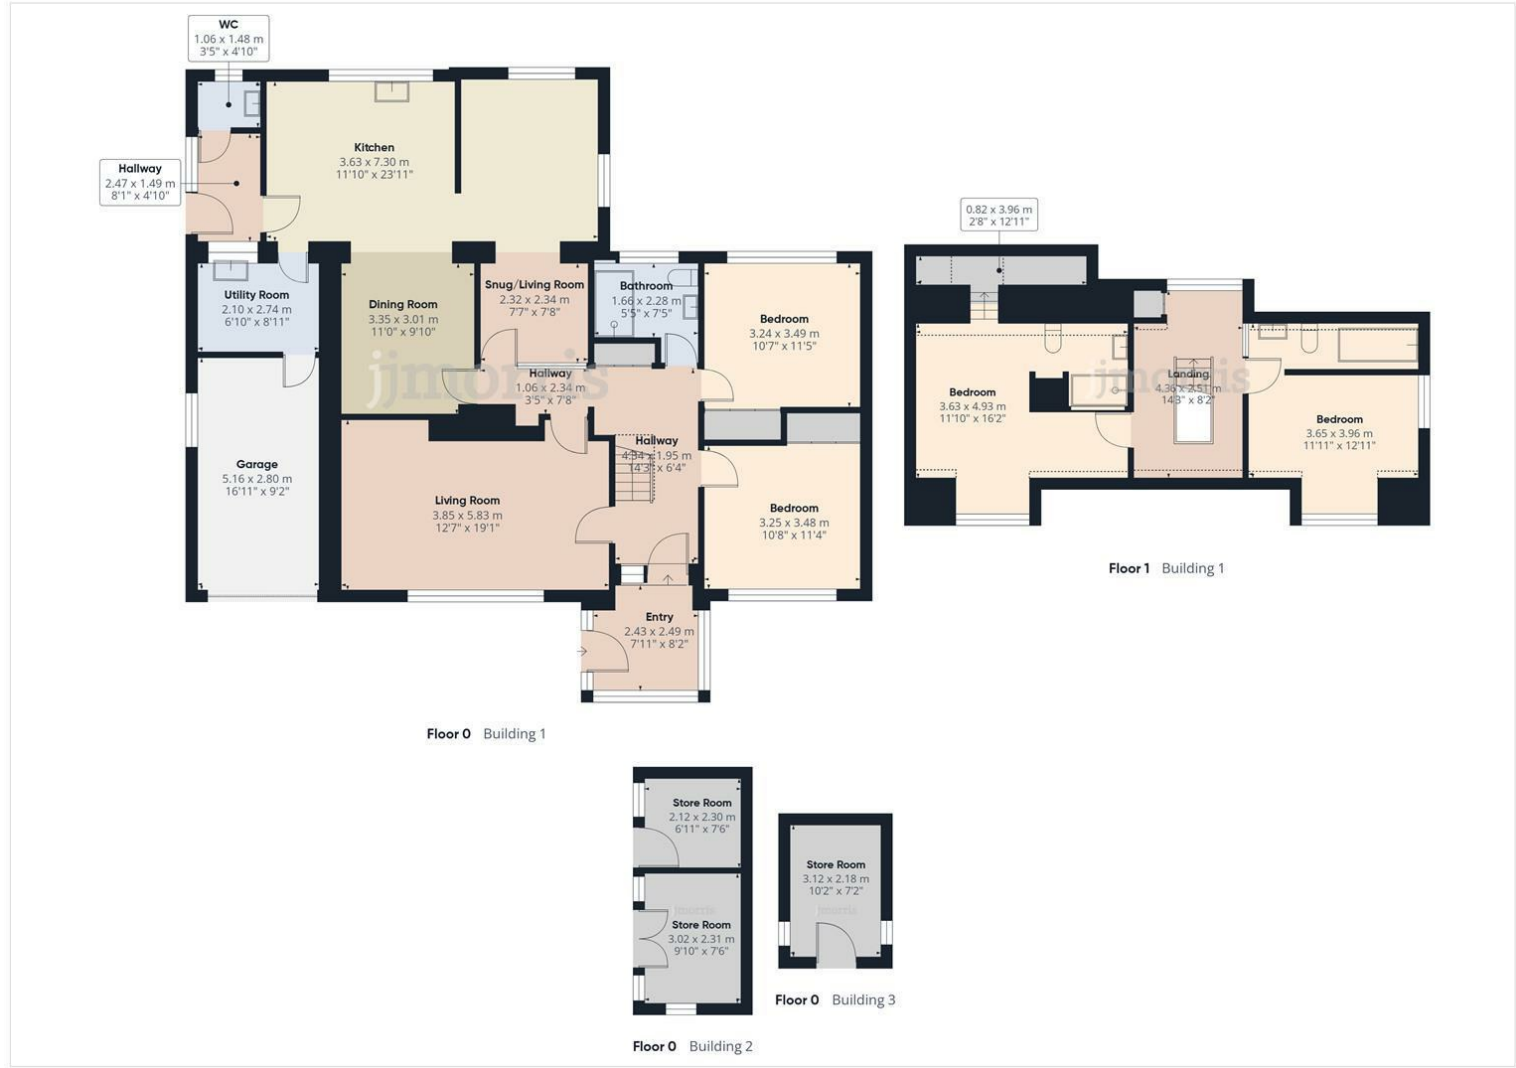 WC
1.06 x 1.48 m
3'5" x 4'10"
Hallway
2.47 x 1.49 m
8'1" x 4'10"
Kitchen
3.63 x 7.30 m
11'10" x 23'11"
Utility Room
2.10 x 2.74 m
6'10" x 8'11"
Dining Room
3.35 x 3.01 m
11'0" x 9'10"
Snug/Living Room
2.32 x 2.34 m
7'7" x 7'8"
Bathroom
1.66 x 2.28 m
5'5" x 7'5"
Bedroom
3.24 x 3.49 m
10'7" x 11'5"
jjmorris
Hallway
1.06 x 2.34 m
3'5" x 7'8"
Hallway
4.34 x 1.95 m
14'3" x 6'4"
Garage
5.16 x 2.80 m
16'11" x 9'2"
Living Room
3.85 x 5.83 m
12'7" x 19'1"
Bedroom
3.25 x 3.48 m
10'8" x 11'4"
Entry
2.43 x 2.49 m
7'11" x 8'2"
Floor 0 Building 1
0.82 x 3.96 m
2'8" x 12'11"
Bedroom
3.63 x 4.93 m
11'10" x 16'2"
jjmorris
Landing
4.36 x 2.51 m
14'3" x 8'2"
Bedroom
3.65 x 3.96 m
11'11" x 12'11"
Floor 1 Building 1
Store Room
2.12 x 2.30 m
6'11" x 7'6"
jjmorris
Store Room
3.02 x 2.31 m
9'10" x 7'6"
Floor 0 Building 2
Store Room
3.12 x 2.18 m
10'2" x 7'2"
jjmorris
Floor 0 Building 3